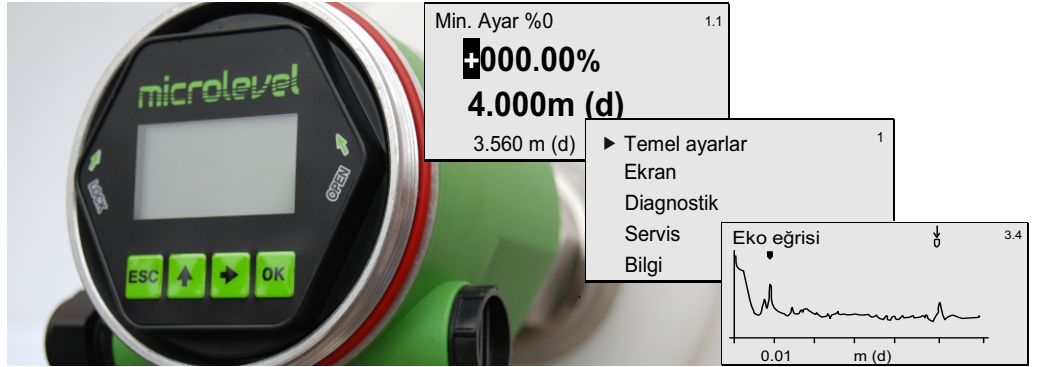 microlevel
LOCK
OPEN
ESC
OK
Min. Ayar %0 1.1
+000.00%
4.000m (d)
3.560 m (d)
Temel ayarlar 1
Ekran
Diagnostik
Servis
Bilgi
Eko eğrisi 3.4
0.01 m (d)